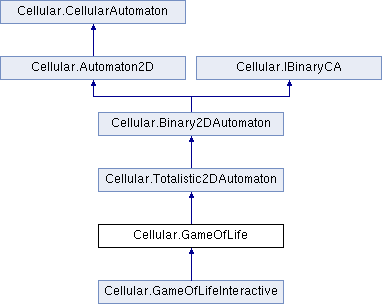 Cellular.CellularAutomaton
Cellular.Automaton2D
Cellular.IBinaryCA
Cellular.Binary2DAutomaton
Cellular.Totalistic2DAutomaton
Cellular.GameOfLife
Cellular.GameOfLifeInteractive